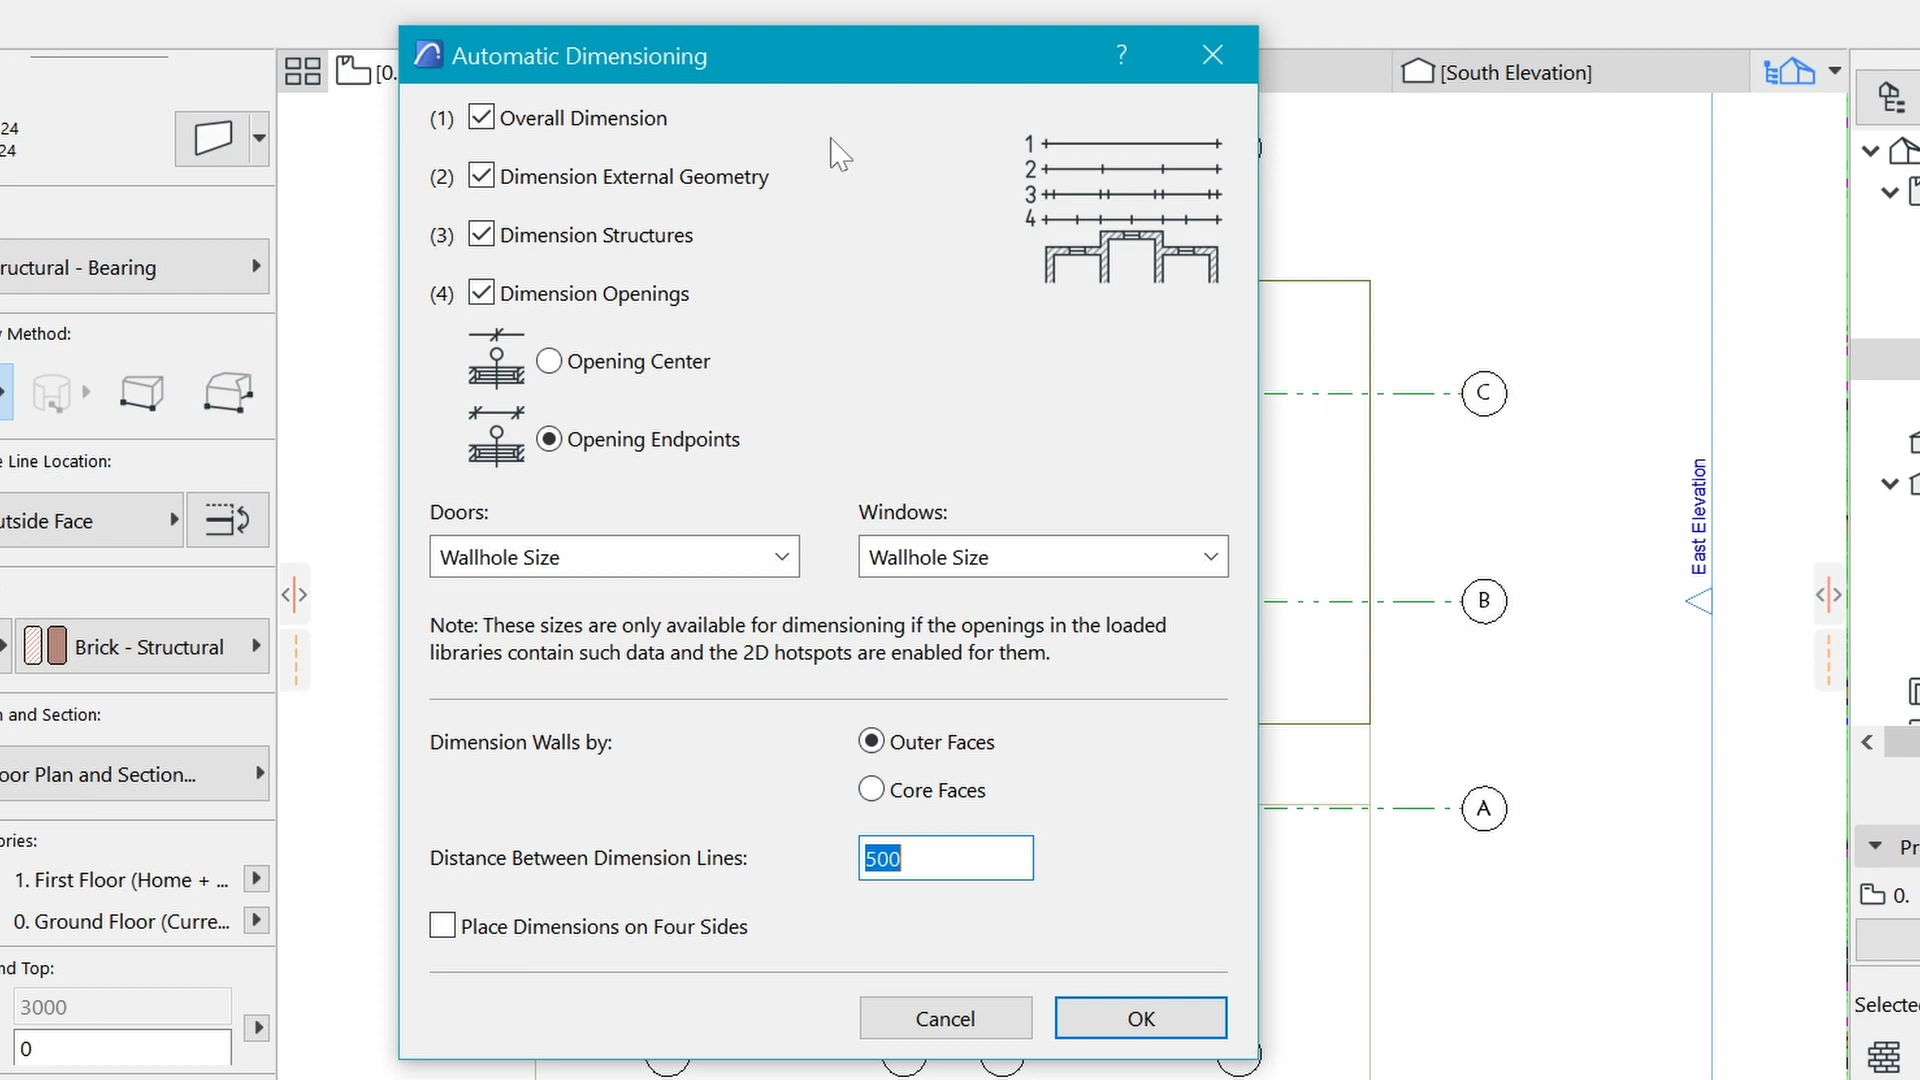 Automatic Dimensioning
?
(1) Overall Dimension
(2) Dimension External Geometry
(3) Dimension Structures
(4) Dimension Openings
1
2
3
4
Opening Center
Opening Endpoints
Doors:
Windows:
Wallhole Size
Wallhole Size
Note: These sizes are only available for dimensioning if the openings in the loaded
libraries contain such data and the 2D hotspots are enabled for them.
Dimension Walls by:
Outer Faces
Core Faces
Distance Between Dimension Lines:
500
Place Dimensions on Four Sides
Cancel
OK
[0.
[South Elevation]
24
24
ructural - Bearing
Method:
Line Location:
utside Face
Brick - Structural
and Section:
oor Plan and Section...
ories:
1. First Floor (Home + ...
0. Ground Floor (Curre...
nd Top:
3000
0
C
B
A
East Elevation
Pr
0.
Selected